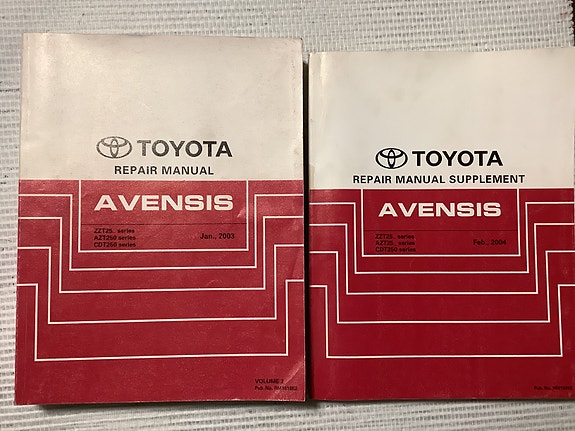 TOYOTA
REPAIR MANUAL
AVENSIS
ZZT25_ series
AZT250 series
CDT250 series
Jan., 2003
VOLUME 2
TOYOTA
REPAIR MANUAL SUPPLEMENT
AVENSIS
ZZT25_ series
AZT25_ series
CDT250 series
Feb., 2004